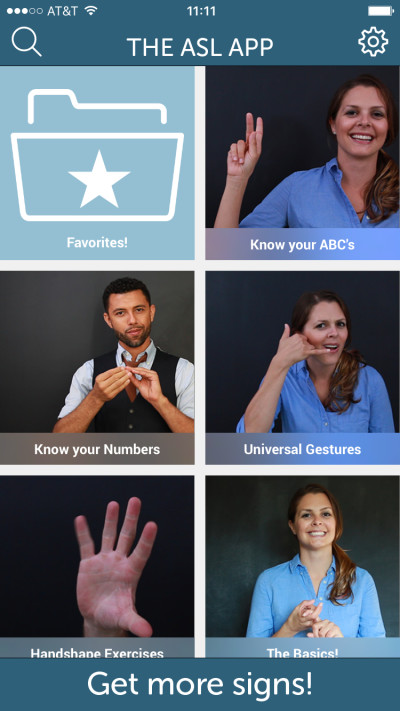 AT&T 11:11
THE ASL APP
Favorites!
Know your ABC's
Know your Numbers
Universal Gestures
Handshape Exercises
The Basics!
Get more signs!